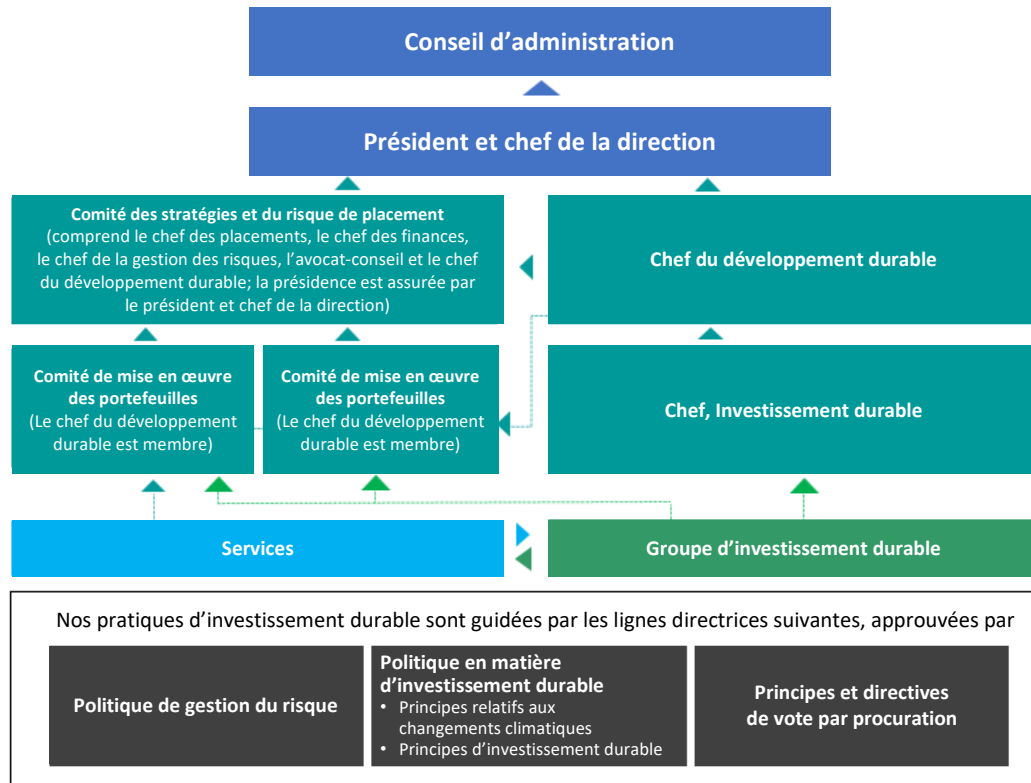 Conseil d’administration
Président et chef de la direction
Comité des stratégies et du risque de placement
(comprend le chef des placements, le chef des finances,
le chef de la gestion des risques, l’avocat-conseil et le chef
du développement durable; la présidence est assurée par
le président et chef de la direction)
Chef du développement durable
Comité de mise en œuvre
des portefeuilles
(Le chef du développement
durable est membre)
Comité de mise en œuvre
des portefeuilles
(Le chef du développement
durable est membre)
Chef, Investissement durable
Services
Groupe d’investissement durable
Nos pratiques d’investissement durable sont guidées par les lignes directrices suivantes, approuvées par
Politique de gestion du risque
Politique en matière
d’investissement durable
• Principes relatifs aux
changements climatiques
• Principes d’investissement durable
Principes et directives
de vote par procuration